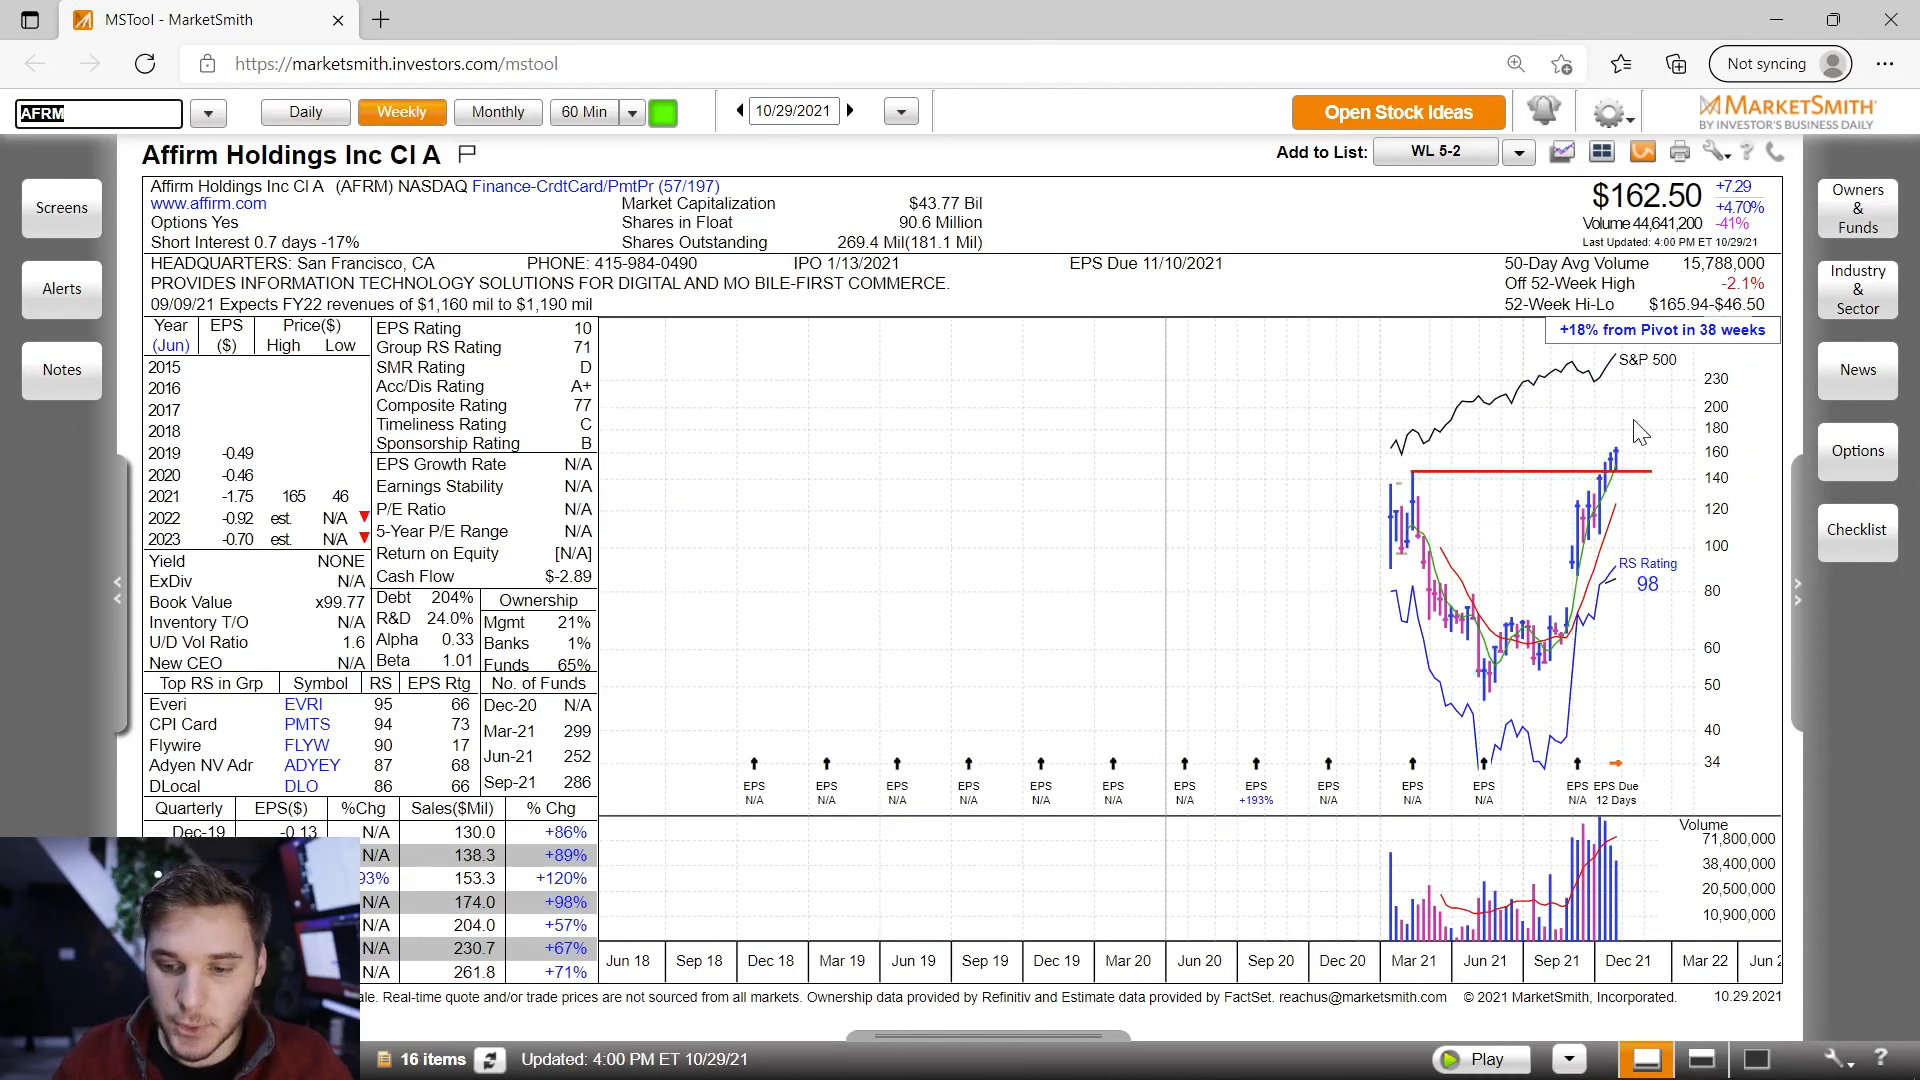 MSTool - MarketSmith
https://marketsmith.investors.com/mstool
Not syncing
AFRM
Daily
Weekly
Monthly
60 Min
10/29/2021
Open Stock Ideas
MARKETSMITH
BY INVESTOR'S BUSINESS DAILY
Affirm Holdings Inc Cl A
Add to List:
WL 5-2
Screens
Alerts
Notes
Owners
&
Funds
Industry
&
Sector
News
Options
Checklist
Affirm Holdings Inc Cl A (AFRM) NASDAQ Finance-CrdtCard/PmtPr (57/197)
www.affirm.com
Options Yes
Short Interest 0.7 days -17%
Market Capitalization $43.77 Bil
Shares in Float 90.6 Million
Shares Outstanding 269.4 Mil(181.1 Mil)
$162.50 +7.29
+4.70%
Volume 44,641,200 -41%
Last Updated: 4:00 PM ET 10/29/21
HEADQUARTERS: San Francisco, CA PHONE: 415-984-0490 IPO 1/13/2021 EPS Due 11/10/2021
PROVIDES INFORMATION TECHNOLOGY SOLUTIONS FOR DIGITAL AND MO BILE-FIRST COMMERCE.
09/09/21 Expects FY22 revenues of $1,160 mil to $1,190 mil
50-Day Avg Volume 15,788,000
Off 52-Week High -2.1%
52-Week Hi-Lo $165.94-$46.50
Year EPS Price($)
(Jun) ($) High Low
2015
2016
2017
2018
2019 -0.49
2020 -0.46
2021 -1.75 165 46
2022 -0.92 est. N/A
2023 -0.70 est. N/A
Yield NONE
ExDiv N/A
Book Value x99.77
Inventory T/O N/A
U/D Vol Ratio 1.6
New CEO N/A
EPS Rating 10
Group RS Rating 71
SMR Rating D
Acc/Dis Rating A+
Composite Rating 77
Timeliness Rating C
Sponsorship Rating B
EPS Growth Rate N/A
Earnings Stability N/A
P/E Ratio N/A
5-Year P/E Range N/A
Return on Equity [N/A]
Cash Flow $-2.89
Debt 204%
R&D 24.0%
Alpha 0.33
Beta 1.01
Ownership
Mgmt 21%
Banks 1%
Funds 65%
Top RS in Grp Symbol RS EPS Rtg
Everi EVRI 95 66
CPI Card PMTS 94 73
Flywire FLYW 90 17
Adyen NV Adr ADYEY 87 68
DLocal DLO 86 66
No. of Funds
Dec-20 N/A
Mar-21 299
Jun-21 252
Sep-21 286
Quarterly EPS($) %Chg Sales($Mil) % Chg
Dec-19 -0.13 N/A 130.0 +86%
N/A 138.3 +89%
93% 153.3 +120%
N/A 174.0 +98%
N/A 204.0 +57%
N/A 230.7 +67%
N/A 261.8 +71%
+18% from Pivot in 38 weeks
S&P 500
230
200
180
160
140
120
100
80
60
50
40
34
RS Rating
98
EPS EPS EPS EPS EPS EPS EPS EPS EPS EPS EPS EPS EPS Due
N/A N/A N/A N/A N/A N/A N/A +193% N/A N/A N/A N/A 12 Days
Volume
71,800,000
38,400,000
20,500,000
10,900,000
Jun 18 Sep 18 Dec 18 Mar 19 Jun 19 Sep 19 Dec 19 Mar 20 Jun 20 Sep 20 Dec 20 Mar 21 Jun 21 Sep 21 Dec 21 Mar 22 Jun 2
ale. Real-time quote and/or trade prices are not sourced from all markets. Ownership data provided by Refinitiv and Estimate data provided by FactSet. reachus@marketsmith.com © 2021 MarketSmith, Incorporated. 10.29.2021
16 items
Updated: 4:00 PM ET 10/29/21
Play